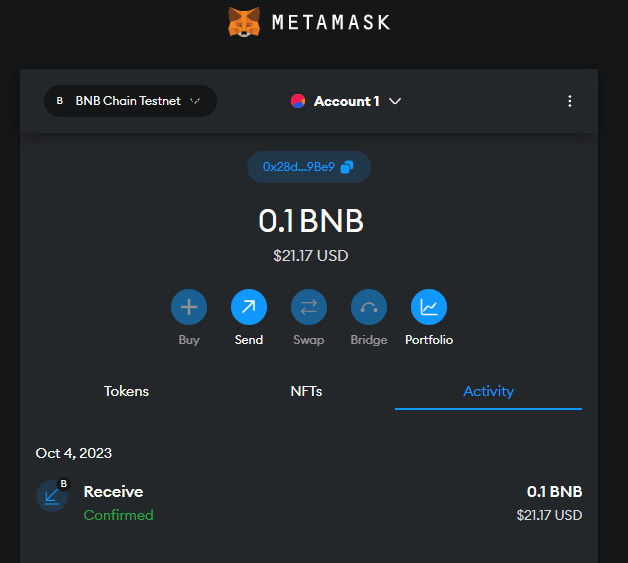 METAMASK
B BNB Chain Testnet
Account 1
0x28d...9Be9
0.1 BNB
$21.17 USD
Buy Send Swap Bridge Portfolio
Tokens NFTs Activity
Oct 4, 2023
B
Receive 0.1 BNB
Confirmed $21.17 USD